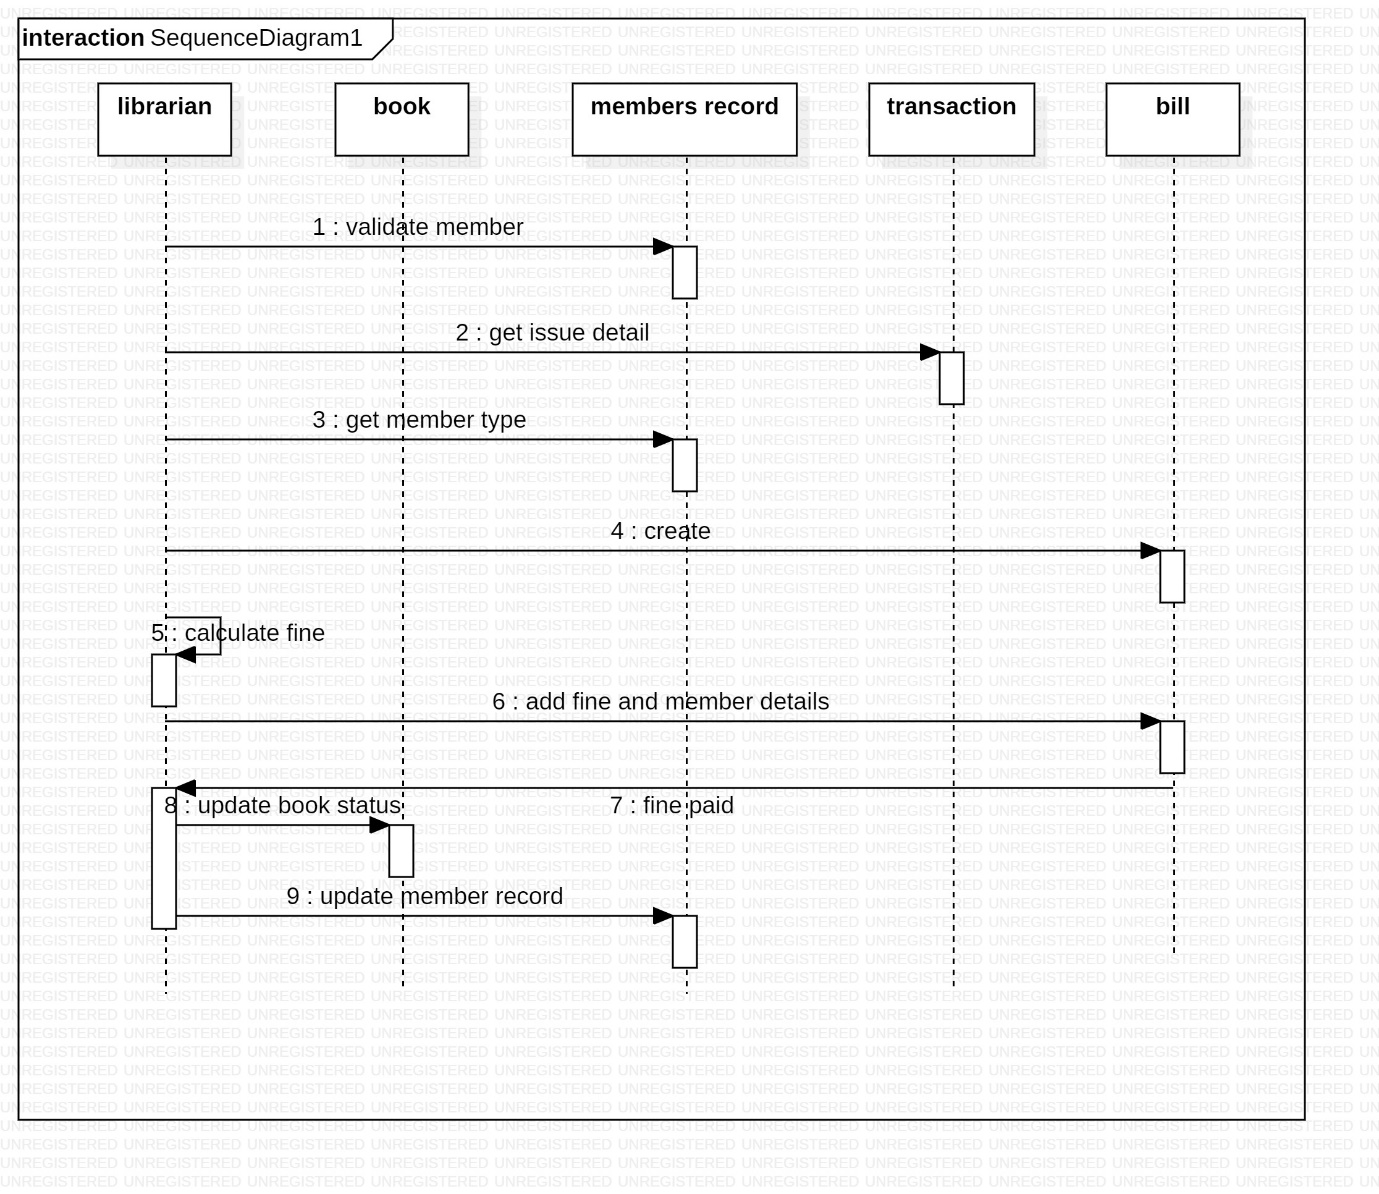 interaction SequenceDiagram1
librarian
book
members record
transaction
bill
1 : validate member
2 : get issue detail
3 : get member type
4 : create
5 : calculate fine
6 : add fine and member details
8 : update book status
7 : fine paid
9 : update member record
UNREGISTERED